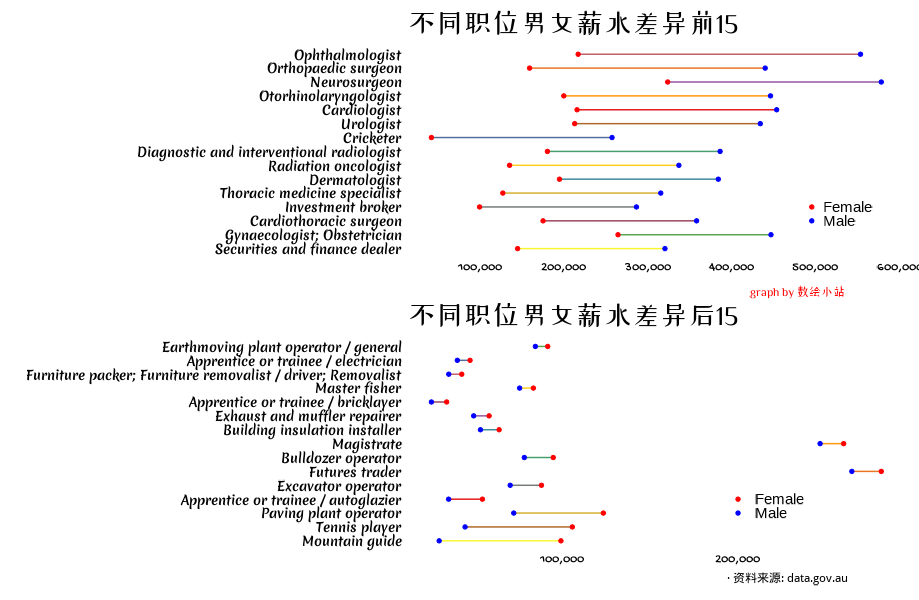 不同职位男女薪水差异前15
Ophthalmologist
Orthopaedic surgeon
Neurosurgeon
Otorhinolaryngologist
Cardiologist
Urologist
Cricketer
Diagnostic and interventional radiologist
Radiation oncologist
Dermatologist
Thoracic medicine specialist
Investment broker
Cardiothoracic surgeon
Gynaecologist; Obstetrician
Securities and finance dealer
Female
Male
100,000 200,000 300,000 400,000 500,000 600,000
graph by 数绘小站
不同职位男女薪水差异后15
Earthmoving plant operator / general
Apprentice or trainee / electrician
Furniture packer; Furniture removalist / driver; Removalist
Master fisher
Apprentice or trainee / bricklayer
Exhaust and muffler repairer
Building insulation installer
Magistrate
Bulldozer operator
Futures trader
Excavator operator
Apprentice or trainee / autoglazier
Paving plant operator
Tennis player
Mountain guide
Female
Male
100,000 200,000
· 资料来源: data.gov.au